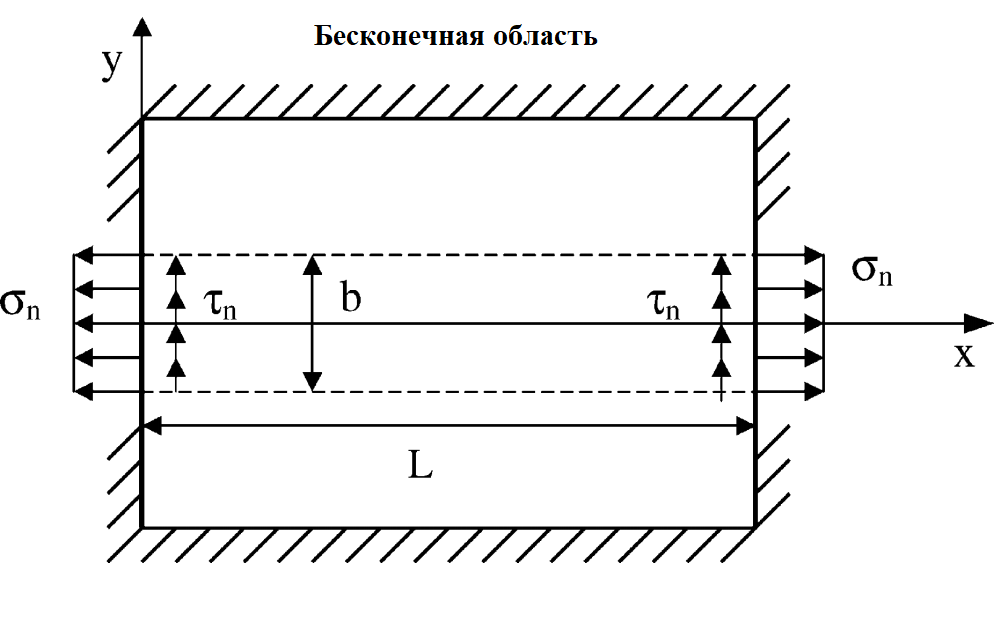 Бесконечная область
y
σn
σn
τn
b
τn
x
L